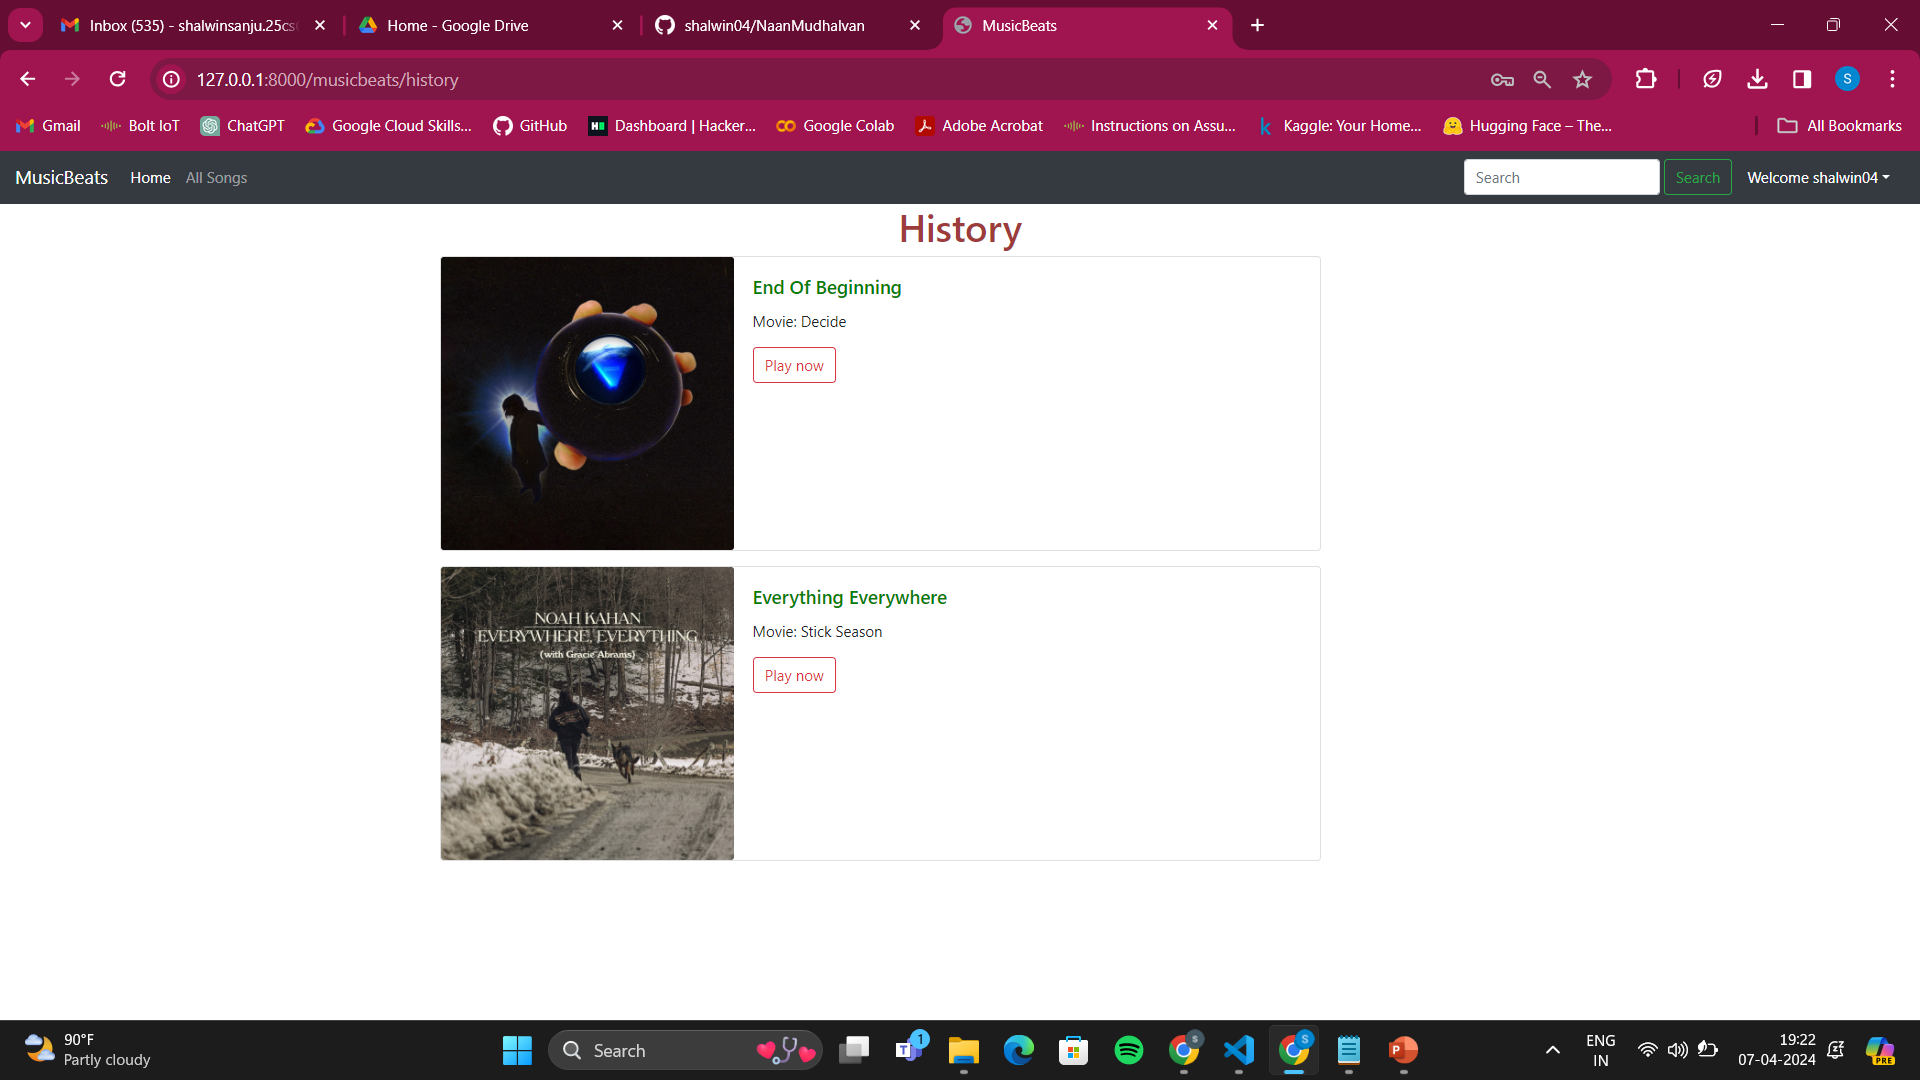 Inbox (535) - shalwinsanju.25cs
Home - Google Drive
shalwin04/NaanMudhalvan
MusicBeats
127.0.0.1:8000/musicbeats/history
S
Gmail
Bolt IoT
ChatGPT
Google Cloud Skills...
GitHub
Dashboard | Hacker...
Google Colab
Adobe Acrobat
Instructions on Assu...
Kaggle: Your Home...
Hugging Face – The...
All Bookmarks
MusicBeats
Home
All Songs
Search
Search
Welcome shalwin04
History
End Of Beginning
Movie: Decide
Play now
NOAH KAHAN
EVERYWHERE, EVERYTHING
(with Gracie Abrams)
Everything Everywhere
Movie: Stick Season
Play now
90°F
Partly cloudy
Search
1
ENG
IN
19:22
07-04-2024
PRE